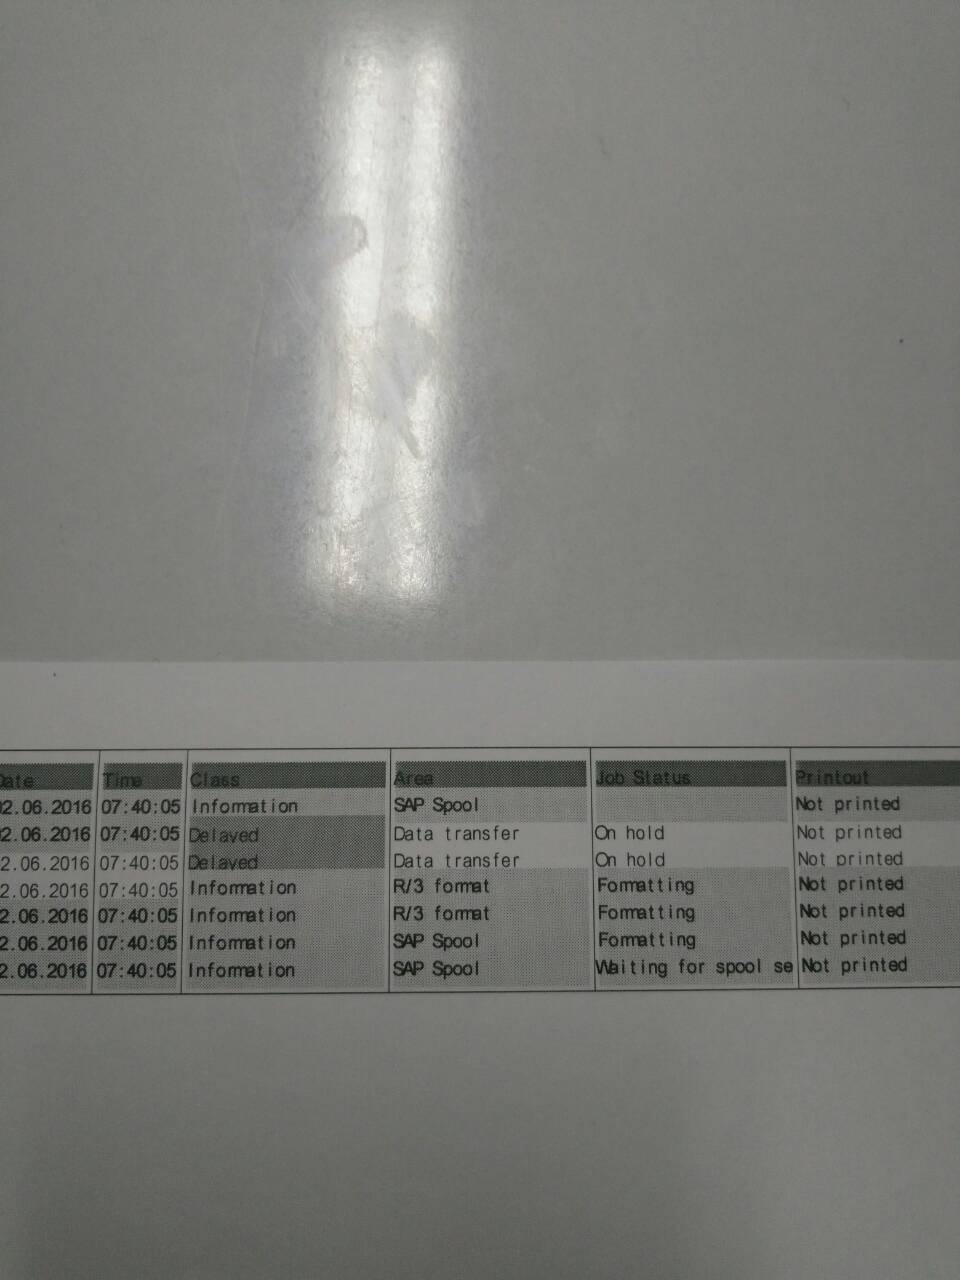 Date Time Class Area Job Status Printout
02.06.2016 07:40:05 Information SAP Spool Not printed
02.06.2016 07:40:05 Delayed Data transfer On hold Not printed
2.06.2016 07:40:05 Delayed Data transfer On hold Not printed
2.06.2016 07:40:05 Information R/3 format Formatting Not printed
2.06.2016 07:40:05 Information R/3 format Formatting Not printed
2.06.2016 07:40:05 Information SAP Spool Formatting Not printed
2.06.2016 07:40:05 Information SAP Spool Waiting for spool se Not printed